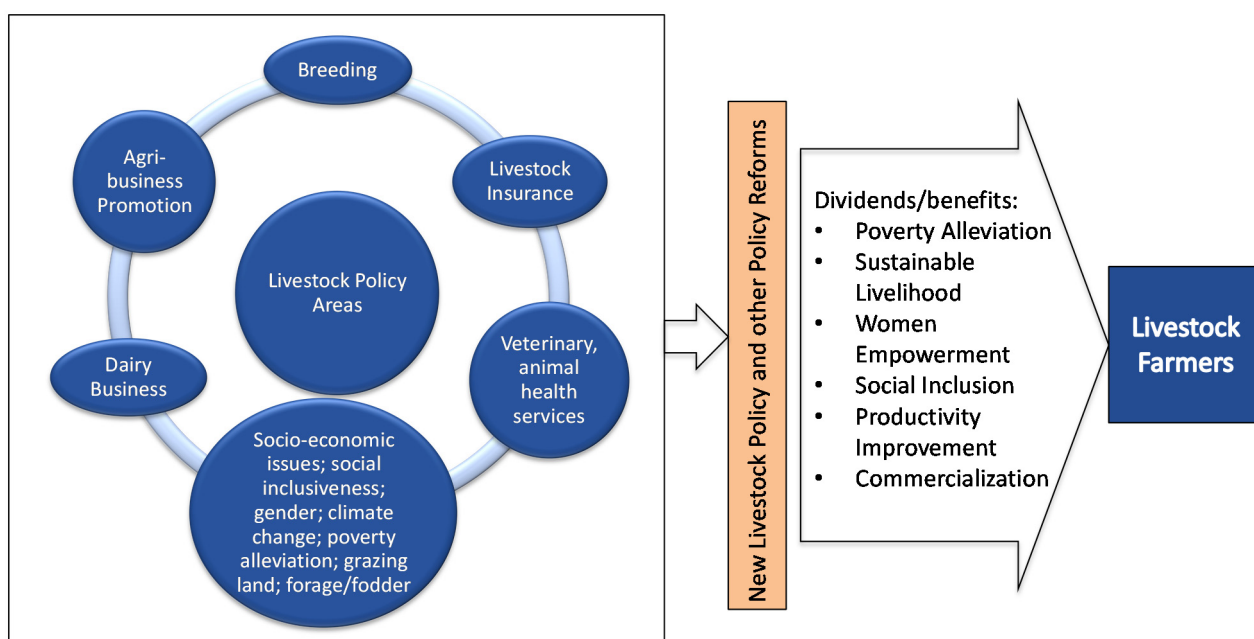 Breeding
Livestock
Insurance
Veterinary,
animal
health
services
Socio-economic
issues; social
inclusiveness;
gender; climate
change; poverty
alleviation; grazing
land; forage/fodder
Dairy
Business
Agri-
business
Promotion
Livestock Policy
Areas
New Livestock Policy and other Policy Reforms
Dividends/benefits:
• Poverty Alleviation
• Sustainable
Livelihood
• Women
Empowerment
• Social Inclusion
• Productivity
Improvement
• Commercialization
Livestock
Farmers